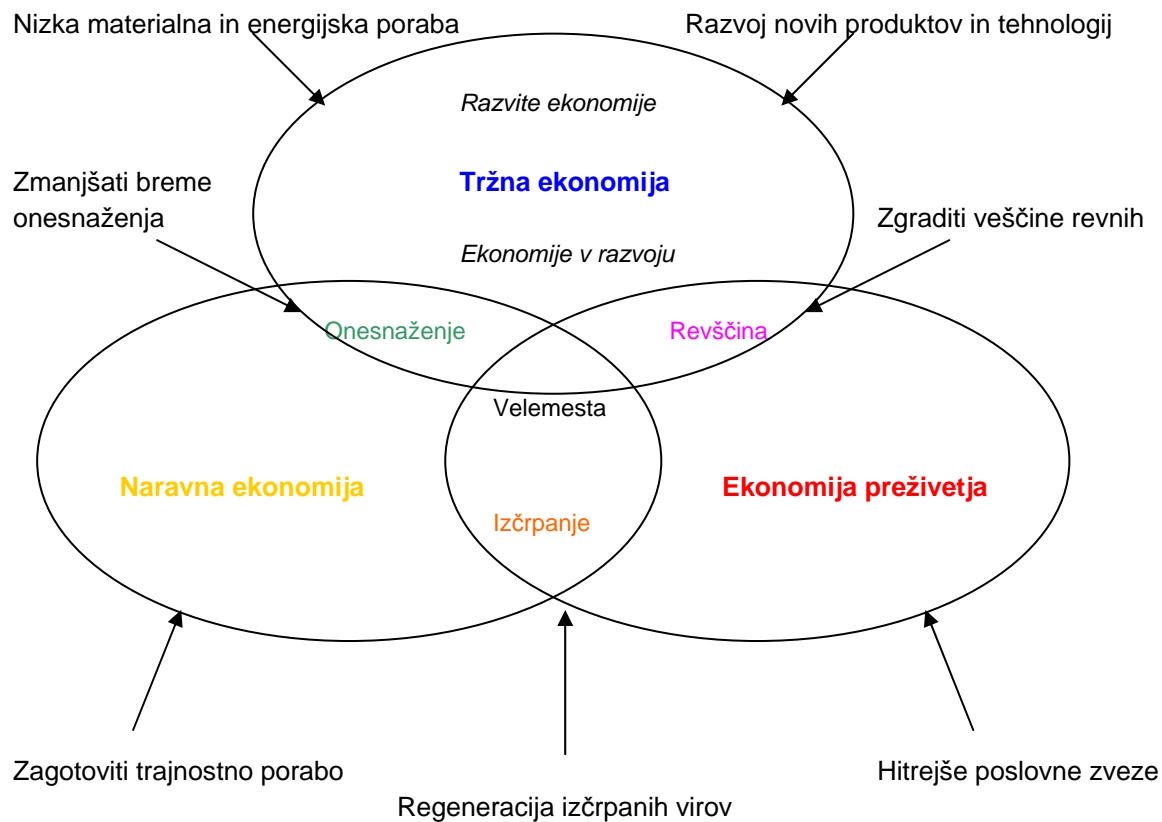 Nizka materialna in energijska poraba
Razvoj novih produktov in tehnologij
Razvite ekonomije
Zmanjšati breme
onesnaženja
Tržna ekonomija
Zgraditi veščine revnih
Ekonomije v razvoju
Onesnaženje
Revščina
Velemesta
Naravna ekonomija
Ekonomija preživetja
Izčrpanje
Zagotoviti trajnostno porabo
Hitrejše poslovne zveze
Regeneracija izčrpanih virov